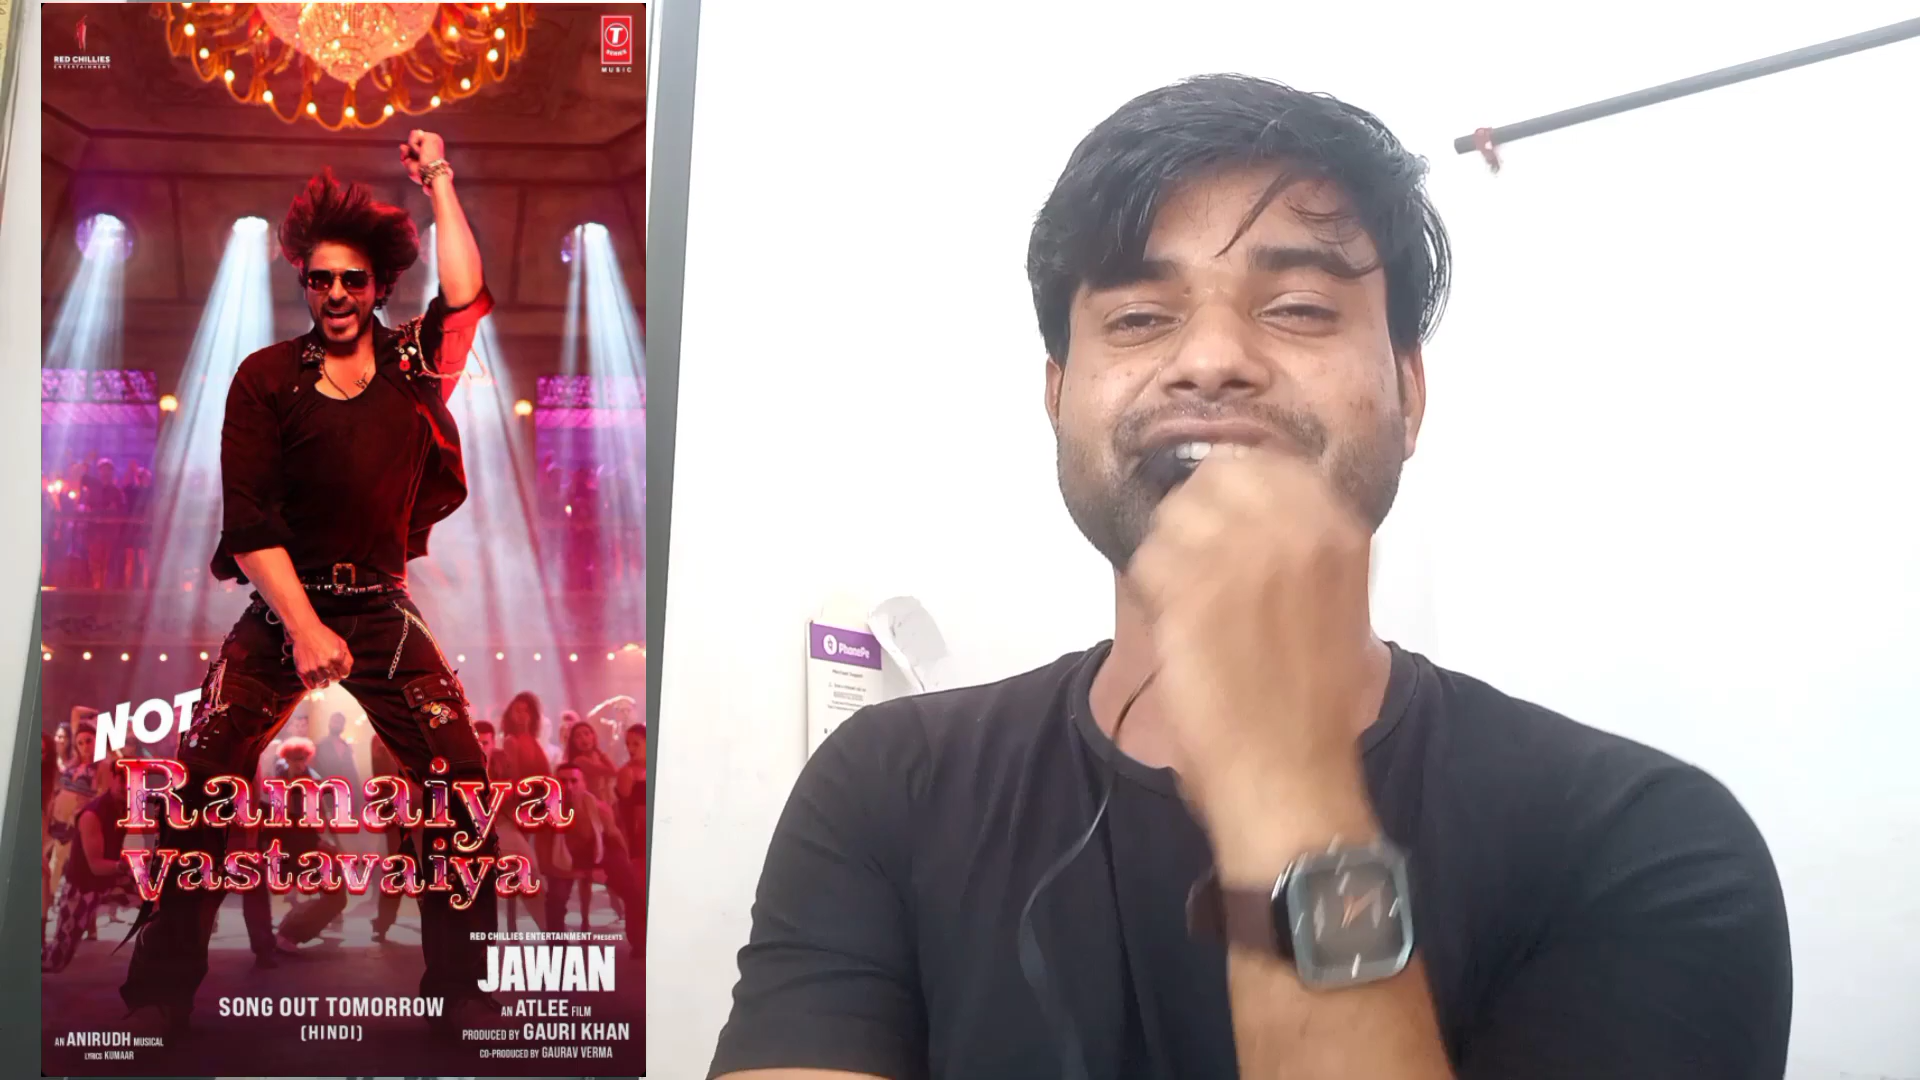 RED CHILLIES
ENTERTAINMENT
T
SERIES
MUSIC
NOT
Ramaiya
Vastavaiya
RED CHILLIES ENTERTAINMENT PRESENTS
JAWAN
AN ATLEE FILM
PRODUCED BY GAURI KHAN
CO-PRODUCED BY GAURAV VERMA
SONG OUT TOMORROW
(HINDI)
AN ANIRUDH MUSICAL
LYRICS KUMAAR
PhonePe